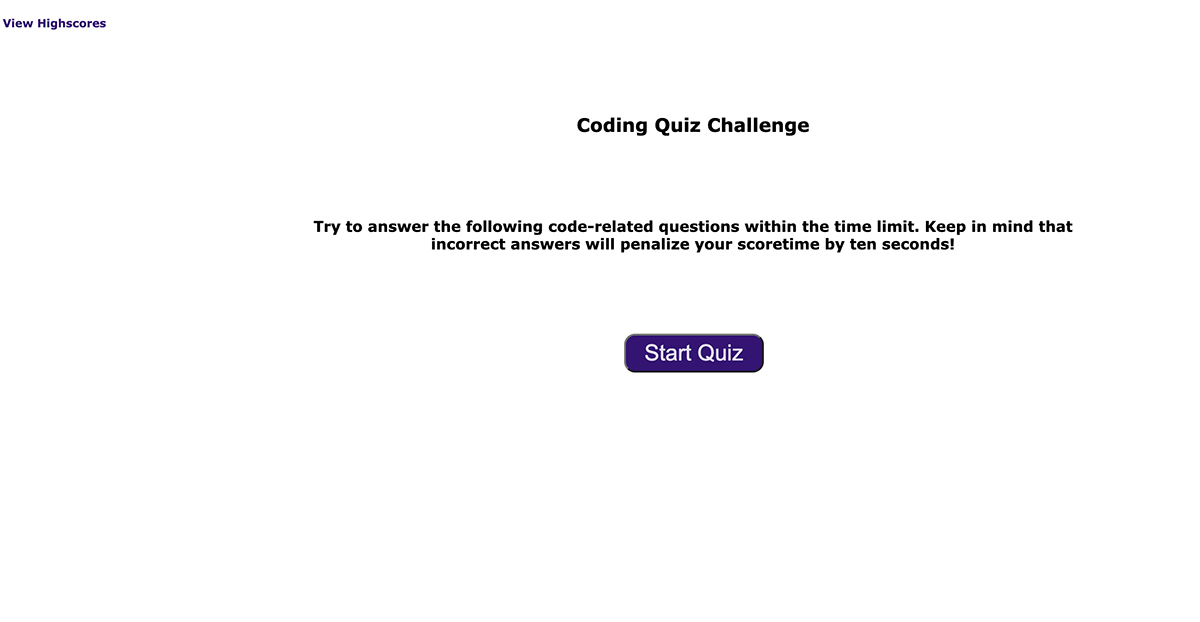 View Highscores
Coding Quiz Challenge
Try to answer the following code-related questions within the time limit. Keep in mind that
incorrect answers will penalize your scoretime by ten seconds!
Start Quiz